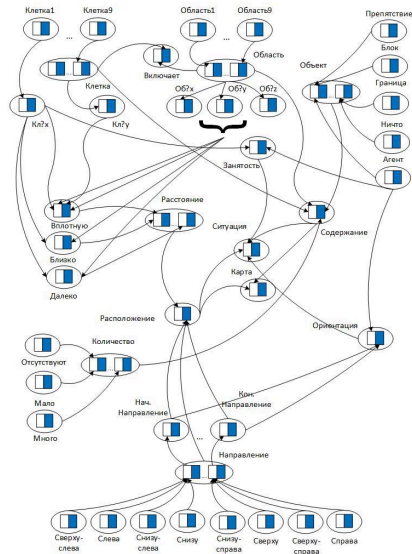 Клетка1
Клетка9
Область1
Область9
Препятствие
...
...
Блок
Клетка
Включает
Область
Объект
Граница
Об?x
Об?y
Об?z
Ничто
Кл?x
Кл?y
Занятость
Агент
Вплотную
Расстояние
Ситуация
Содержание
Близко
Карта
Далеко
Расположение
Ориентация
Отсутствуют
Количество
Мало
Нач.
Направление
Кон.
Направление
Много
...
Направление
Сверху-
слева
Слева
Снизу-
слева
Снизу
Снизу-
справа
Сверху
Сверху-
справа
Справа